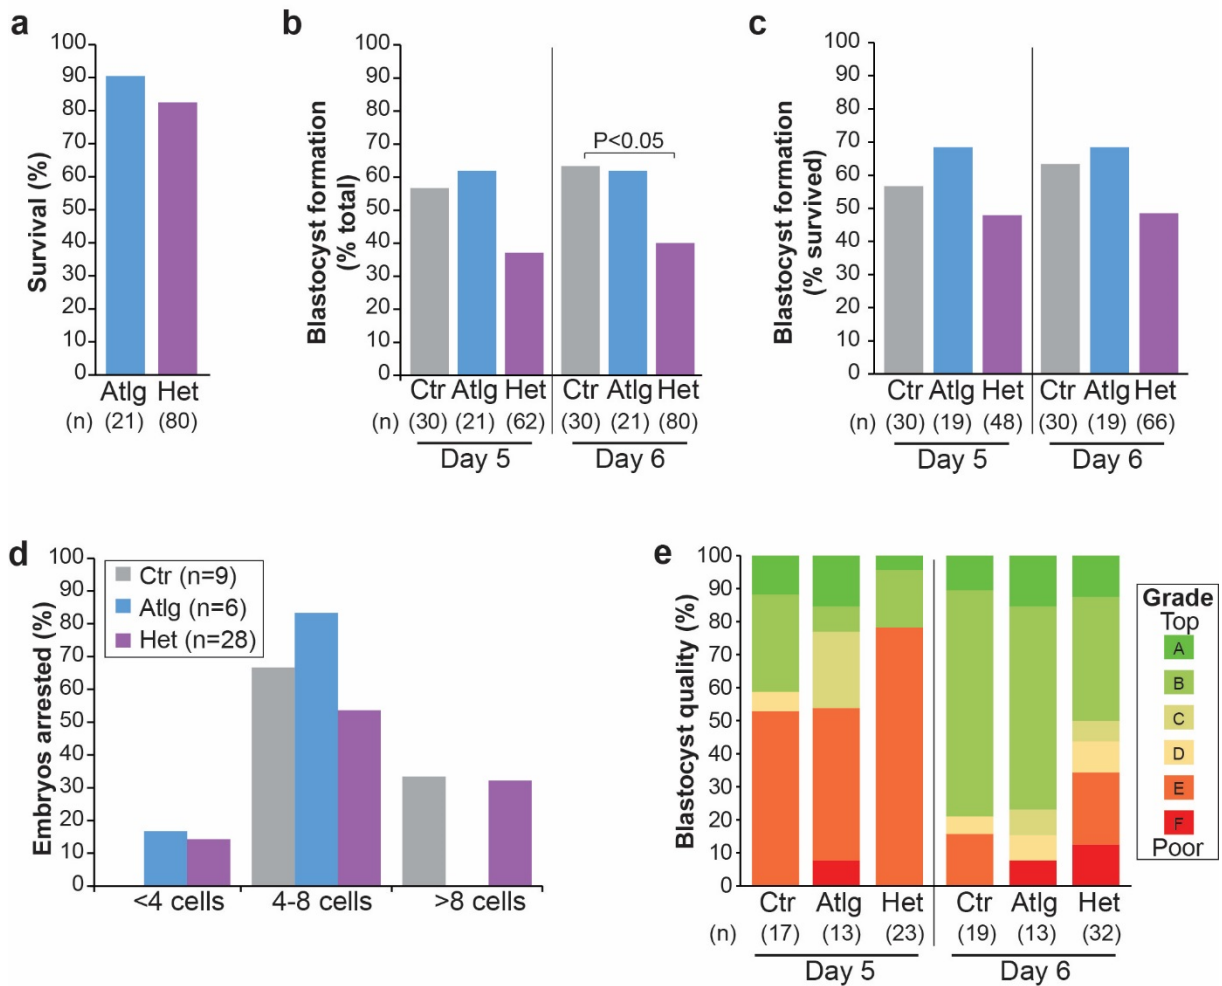 a
Survival (%)
100
90
80
70
60
50
40
30
20
10
0
Atlg Het
(n) (21) (80)
b
Blastocyst formation
(% total)
100
90
80
70
60
50
40
30
20
10
0
P<0.05
Ctr Atlg Het Ctr Atlg Het
(n) (30) (21) (62) (30) (21) (80)
Day 5 Day 6
c
Blastocyst formation
(% survived)
100
90
80
70
60
50
40
30
20
10
0
Ctr Atlg Het Ctr Atlg Het
(n) (30) (19) (48) (30) (19) (66)
Day 5 Day 6
d
Embryos arrested (%)
100
90
80
70
60
50
40
30
20
10
0
Ctr (n=9)
Atlg (n=6)
Het (n=28)
<4 cells 4-8 cells >8 cells
e
Blastocyst quality (%)
100
90
80
70
60
50
40
30
20
10
0
Ctr Atlg Het Ctr Atlg Het
(n) (17) (13) (23) (19) (13) (32)
Day 5 Day 6
Grade
Top
A
B
C
D
E
F
Poor